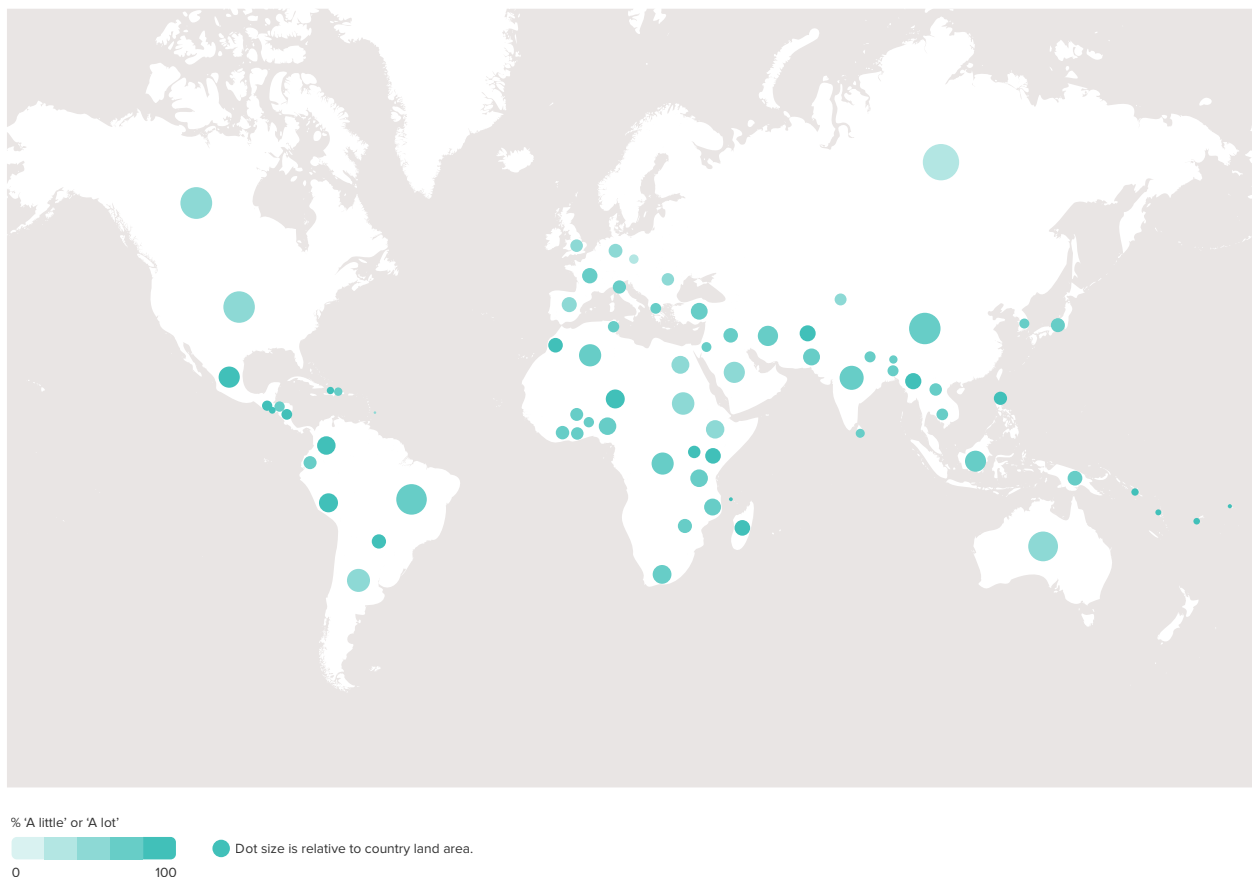 % ‘A little’ or ‘A lot’
Dot size is relative to country land area.
0 100